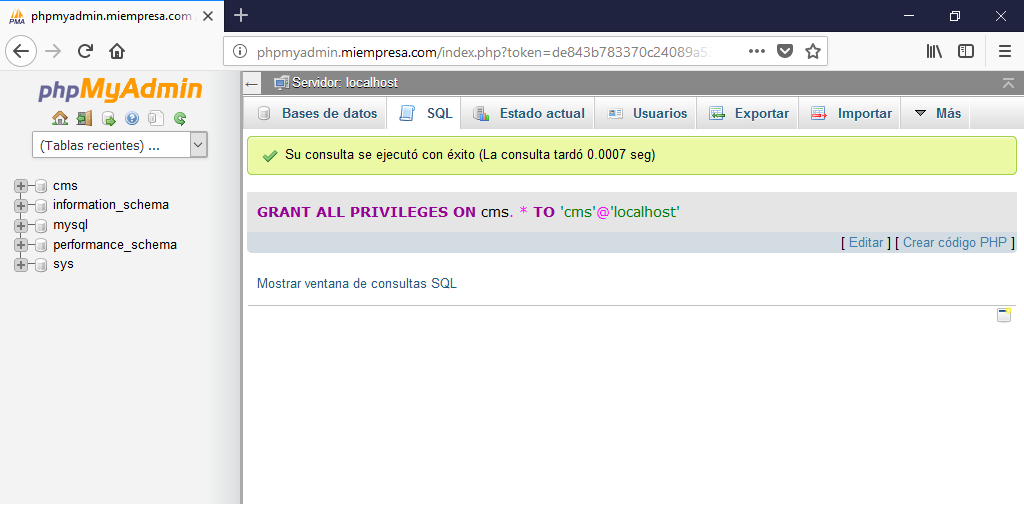 phpmyadmin.miempresa.com
phpmyadmin.miempresa.com/index.php?token=de843b783370c24089a5
phpMyAdmin
(Tablas recientes) ...
cms
information_schema
mysql
performance_schema
sys
Servidor: localhost
Bases de datos SQL Estado actual Usuarios Exportar Importar Más
Su consulta se ejecutó con éxito (La consulta tardó 0.0007 seg)
GRANT ALL PRIVILEGES ON cms. * TO 'cms'@'localhost'
[ Editar ] [ Crear código PHP ]
Mostrar ventana de consultas SQL